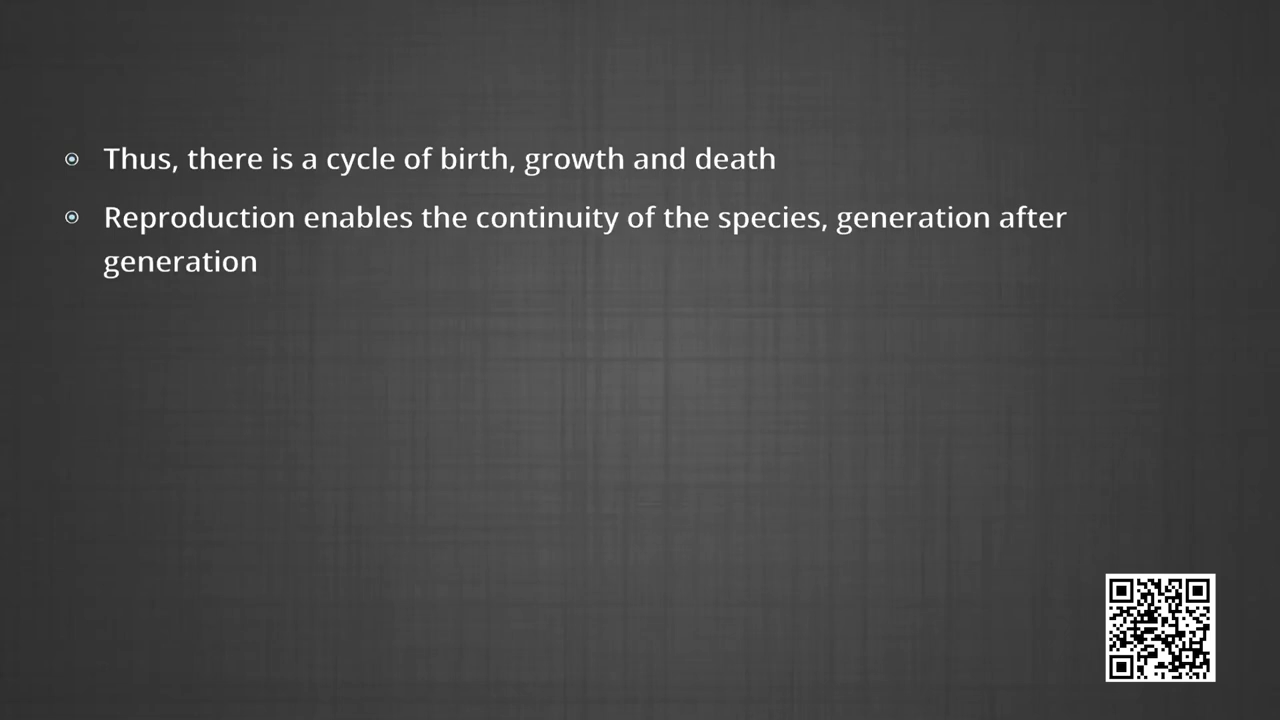 Thus, there is a cycle of birth, growth and death
Reproduction enables the continuity of the species, generation after
generation